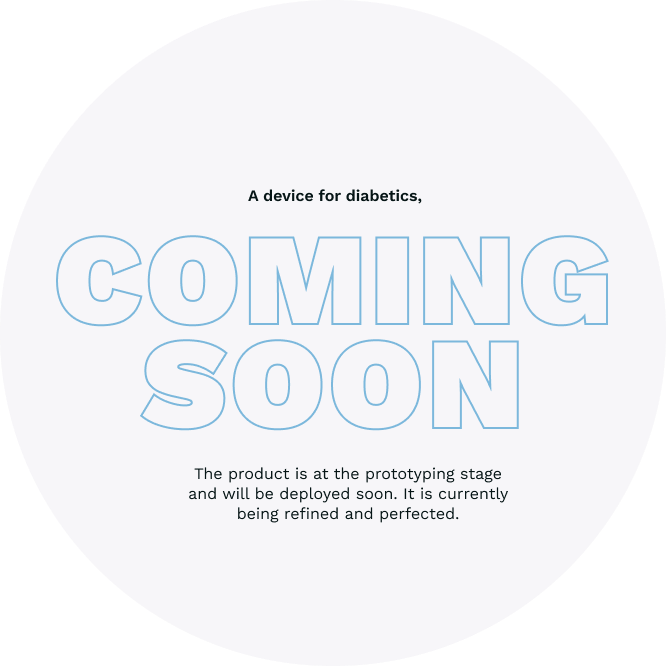 A device for diabetics,
COMING
SOON
The product is at the prototyping stage
and will be deployed soon. It is currently
being refined and perfected.